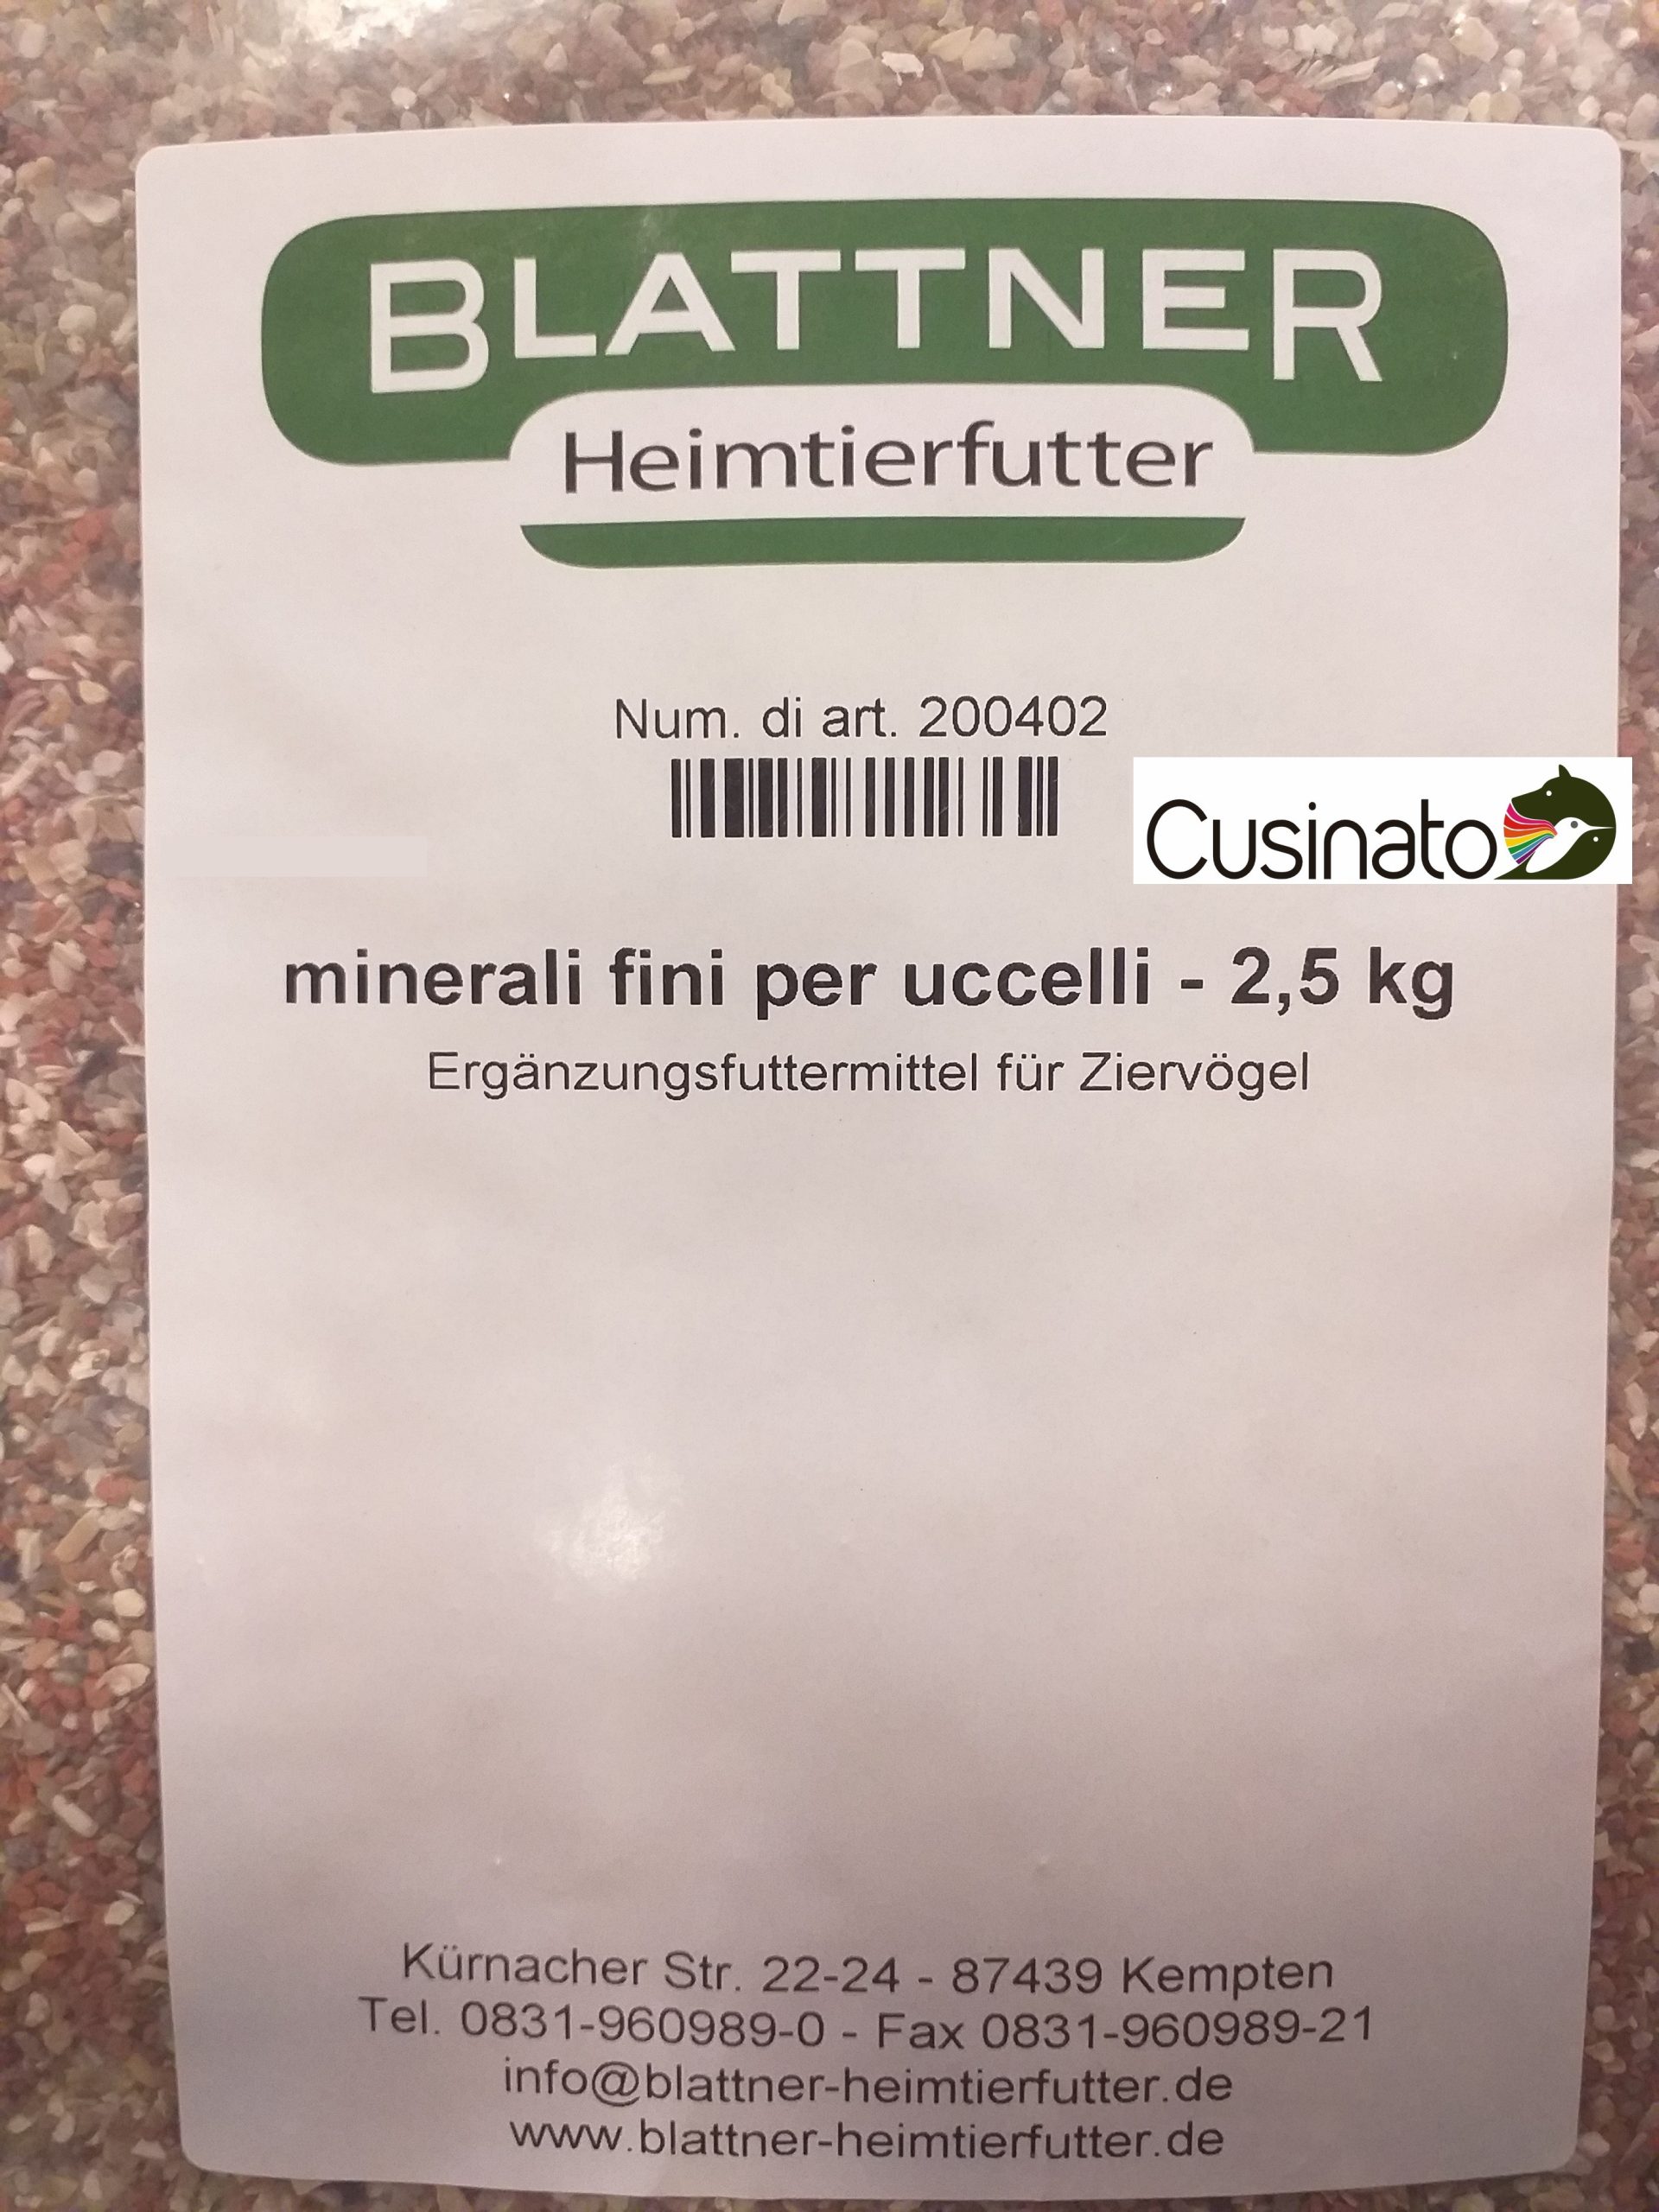 BLATTNER
Heimtierfutter
Num. di art. 200402
Cusinato
minerali fini per uccelli - 2,5 kg
Ergänzungsfuttermittel für Ziervögel
Kürnacher Str. 22-24 - 87439 Kempten
Tel. 0831-960989-0 - Fax 0831-960989-21
info@blattner-heimtierfutter.de
www.blattner-heimtierfutter.de